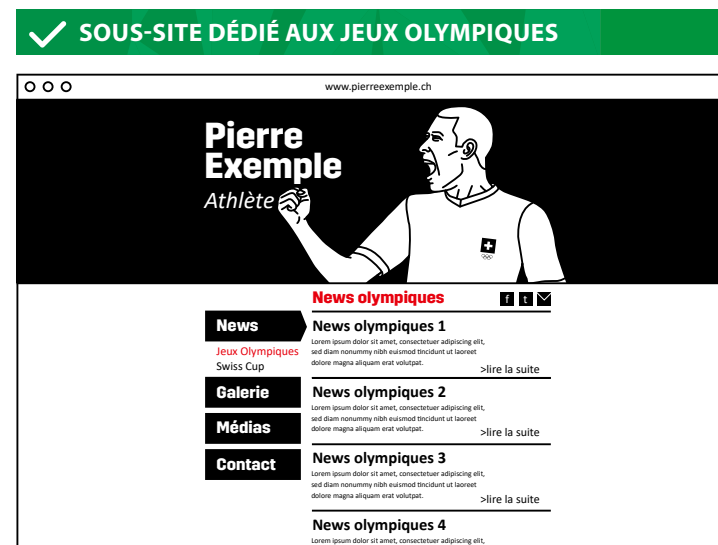 SOUS-SITE DÉDIÉ AUX JEUX OLYMPIQUES
www.pierreexemple.ch
Pierre
Exemple
Athlète
News olympiques
f t
News
Jeux Olympiques
Swiss Cup
Galerie
Médias
Contact
News olympiques 1
Lorem ipsum dolor sit amet, consectetuer adipiscing elit,
sed diam nonummy nibh euismod tincidunt ut laoreet
dolore magna aliquam erat volutpat.
>lire la suite
News olympiques 2
Lorem ipsum dolor sit amet, consectetuer adipiscing elit,
sed diam nonummy nibh euismod tincidunt ut laoreet
dolore magna aliquam erat volutpat.
>lire la suite
News olympiques 3
Lorem ipsum dolor sit amet, consectetuer adipiscing elit,
sed diam nonummy nibh euismod tincidunt ut laoreet
dolore magna aliquam erat volutpat.
>lire la suite
News olympiques 4
Lorem ipsum dolor sit amet, consectetuer adipiscing elit,